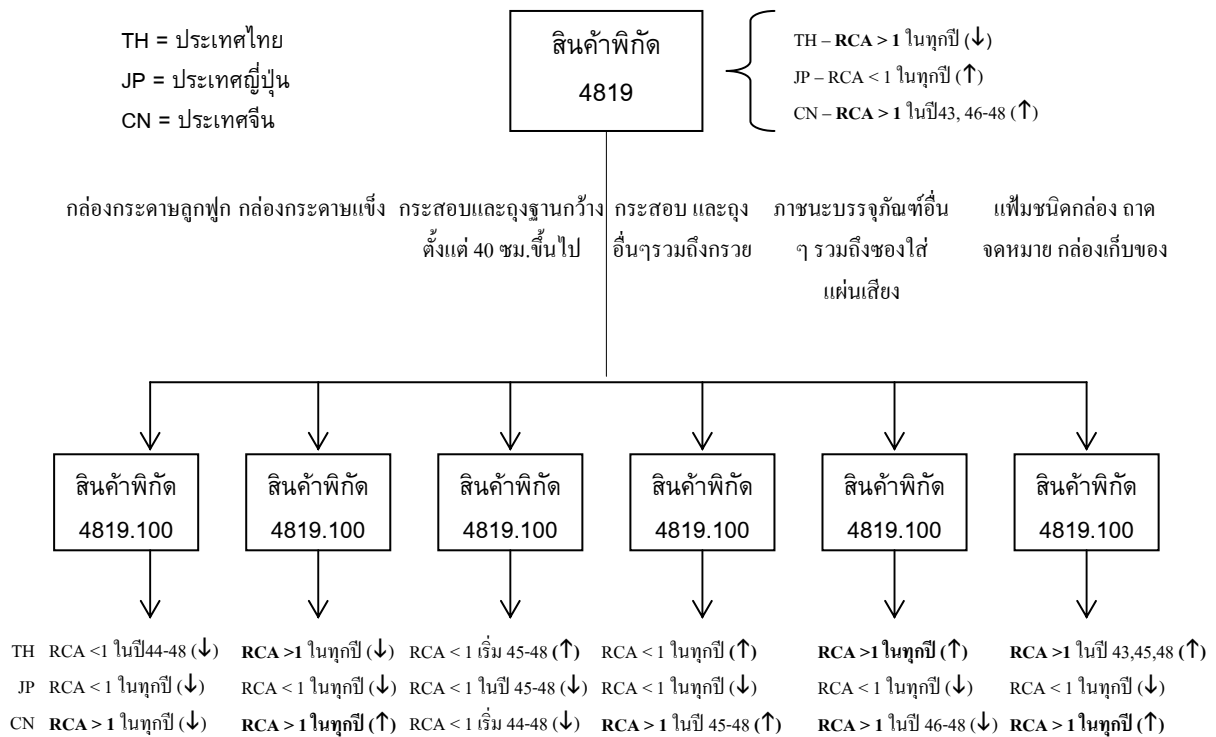 TH = ประเทศไทย
JP = ประเทศญี่ปุ่น
CN = ประเทศจีน
สินค้าพิกัด
4819
TH – RCA > 1 ในทุกปี (↓)
JP – RCA < 1 ในทุกปี (↑)
CN – RCA > 1 ในปี43, 46-48 (↑)
กล่องกระดาษลูกฟูก
กล่องกระดาษแข็ง
กระสอบและถุงฐานกว้าง
ตั้งแต่ 40 ซม.ขึ้นไป
กระสอบ และถุง
อื่นๆรวมถึงกรวย
ภาชนะบรรจุภัณฑ์อื่น
ๆ รวมถึงซองใส่
แผ่นเสียง
แฟ้มชนิดกล่อง ถาด
จดหมาย กล่องเก็บของ
สินค้าพิกัด
4819.100
สินค้าพิกัด
4819.100
สินค้าพิกัด
4819.100
สินค้าพิกัด
4819.100
สินค้าพิกัด
4819.100
สินค้าพิกัด
4819.100
TH RCA <1 ในปี44-48 (↓) RCA >1 ในทุกปี (↓) RCA < 1 เริ่ม 45-48 (↑) RCA < 1 ในทุกปี (↑) RCA >1 ในทุกปี (↑) RCA >1 ในปี 43,45,48 (↑)
JP RCA < 1 ในทุกปี (↓) RCA < 1 ในทุกปี (↓) RCA < 1 ในปี 45-48 (↓) RCA < 1 ในทุกปี (↓) RCA < 1 ในทุกปี (↓) RCA < 1 ในทุกปี (↓)
CN RCA > 1 ในทุกปี (↓) RCA > 1 ในทุกปี (↑) RCA < 1 เริ่ม 44-48 (↓) RCA > 1 ในปี 45-48 (↑) RCA > 1 ในปี 46-48 (↓) RCA > 1 ในทุกปี (↑)